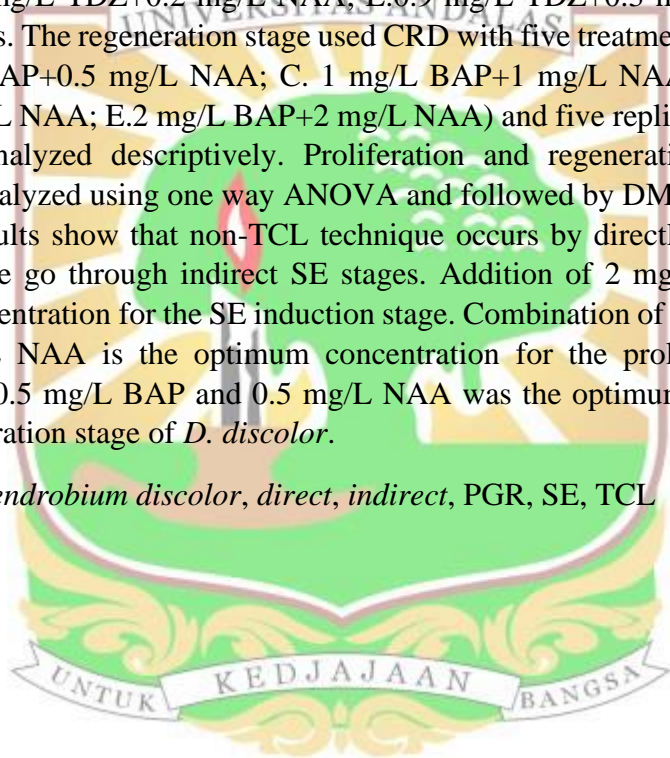 mg/L TDZ+0.2 mg/L NAA; E.0.9 mg/L TDZ+0.3
UNIVERSITAS ANDALAS
s. The regeneration stage used CRD with five treatme
AP+0.5 mg/L NAA; C. 1 mg/L BAP+1 mg/L NAA
L NAA; E.2 mg/L BAP+2 mg/L NAA) and five repli
nalyzed descriptively. Proliferation and regenerati
alyzed using one way ANOVA and followed by DM
ults show that non-TCL technique occurs by directl
e go through indirect SE stages. Addition of 2 mg
entration for the SE induction stage. Combination of
NAA is the optimum concentration for the prol
0.5 mg/L BAP and 0.5 mg/L NAA was the optimum
ration stage of D. discolor.
endrobium discolor, direct, indirect, PGR, SE, TCL
UNTUK KEDJAJAAN BANGSA